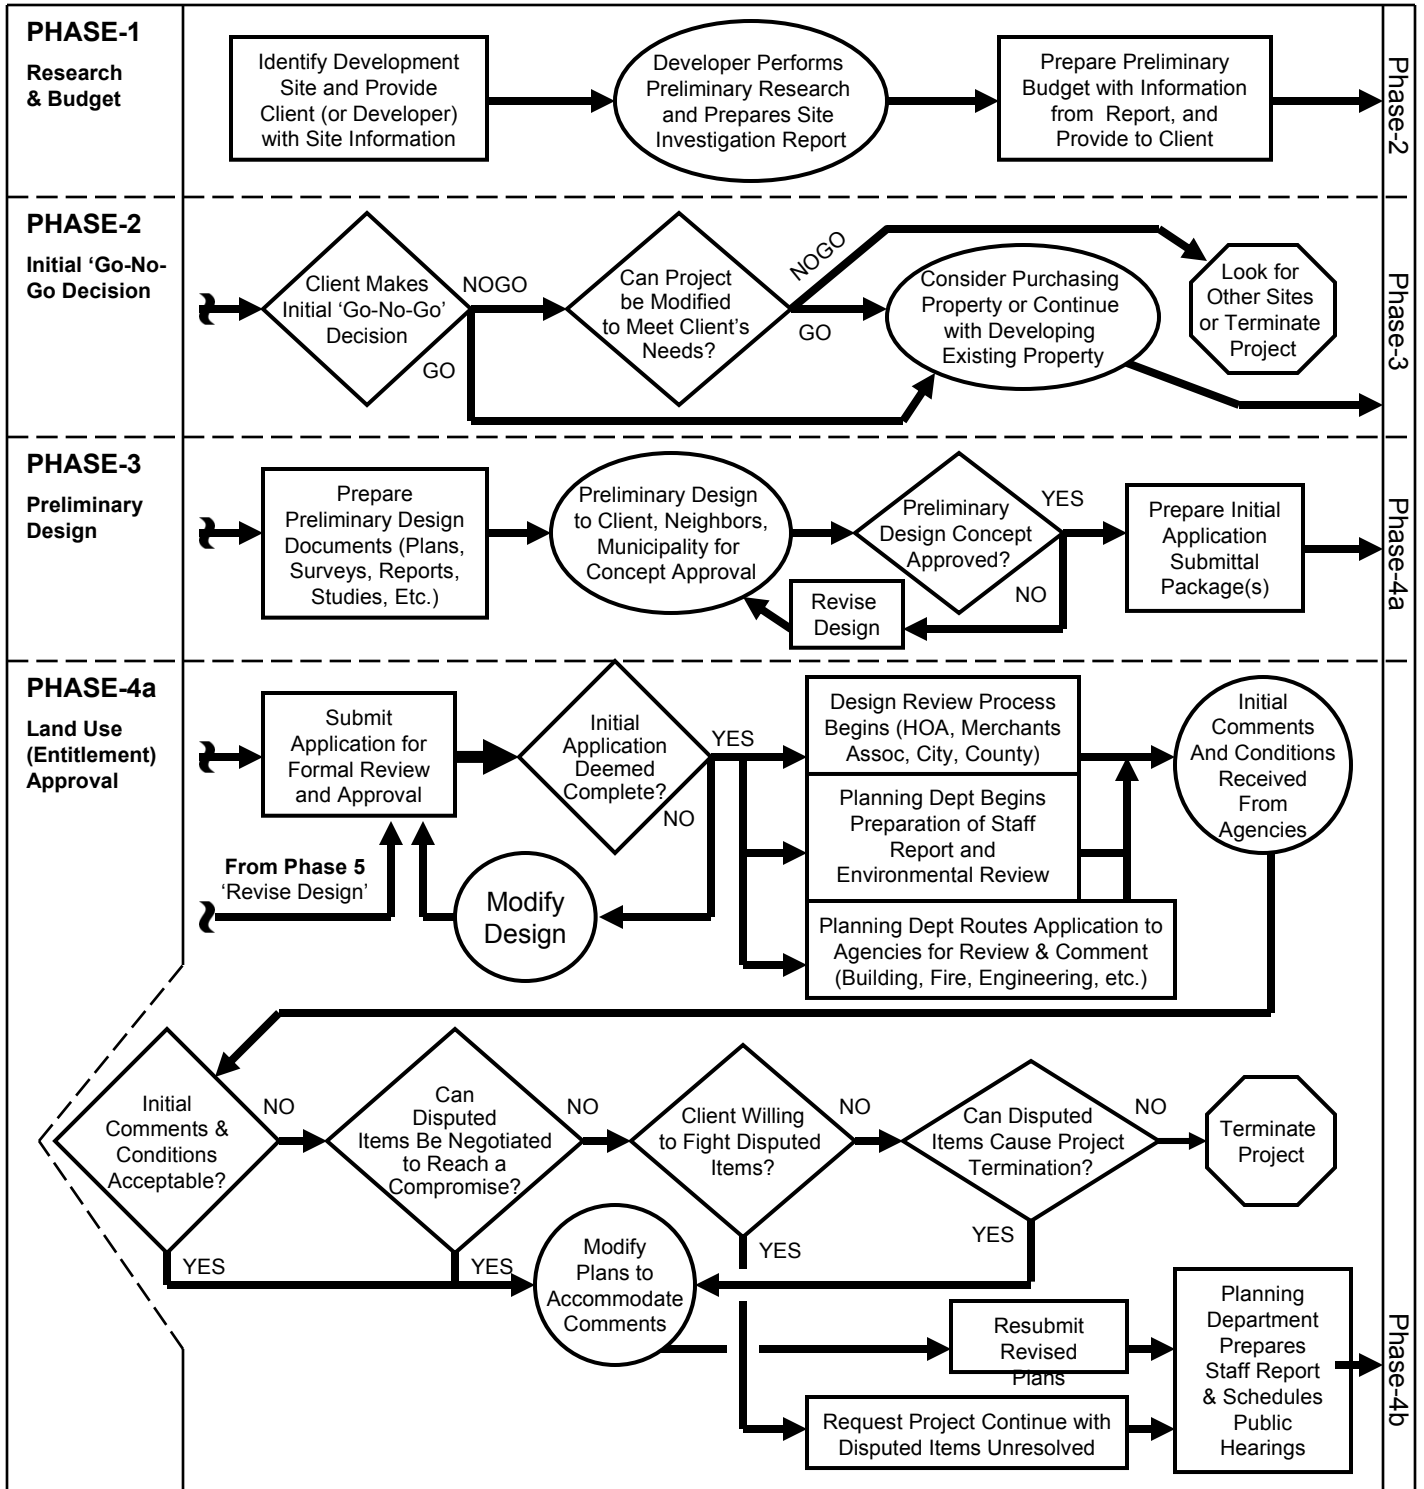 PHASE-1
Research
& Budget
Identify Development
Site and Provide
Client (or Developer)
with Site Information
Developer Performs
Preliminary Research
and Prepares Site
Investigation Report
Prepare Preliminary
Budget with Information
from Report, and
Provide to Client
Phase-2
PHASE-2
Initial ‘Go-No-
Go Decision
Client Makes
Initial ‘Go-No-Go’
Decision
NOGO
GO
Can Project
be Modified
to Meet Client’s
Needs?
NOGO
GO
Consider Purchasing
Property or Continue
with Developing
Existing Property
Look for
Other Sites
or Terminate
Project
Phase-3
PHASE-3
Preliminary
Design
Prepare
Preliminary Design
Documents (Plans,
Surveys, Reports,
Studies, Etc.)
Preliminary Design
to Client, Neighbors,
Municipality for
Concept Approval
Preliminary
Design Concept
Approved?
YES
NO
Revise
Design
Prepare Initial
Application
Submittal
Package(s)
Phase-4a
PHASE-4a
Land Use
(Entitlement)
Approval
Submit
Application for
Formal Review
and Approval
From Phase 5
‘Revise Design’
Initial
Application
Deemed
Complete?
YES
NO
Modify
Design
Design Review Process
Begins (HOA, Merchants
Assoc, City, County)
Planning Dept Begins
Preparation of Staff
Report and
Environmental Review
Planning Dept Routes Application to
Agencies for Review & Comment
(Building, Fire, Engineering, etc.)
Initial
Comments
And Conditions
Received
From
Agencies
Initial
Comments &
Conditions
Acceptable?
NO
YES
Can
Disputed
Items Be Negotiated
to Reach a
Compromise?
NO
YES
Client Willing
to Fight Disputed
Items?
NO
YES
Can Disputed
Items Cause Project
Termination?
NO
YES
Terminate
Project
Modify
Plans to
Accommodate
Comments
Resubmit
Revised
Plans
Request Project Continue with
Disputed Items Unresolved
Planning
Department
Prepares
Staff Report
& Schedules
Public
Hearings
Phase-4b